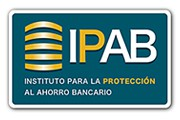 IPAB
INSTITUTO PARA LA PROTECCIÓN
AL AHORRO BANCARIO